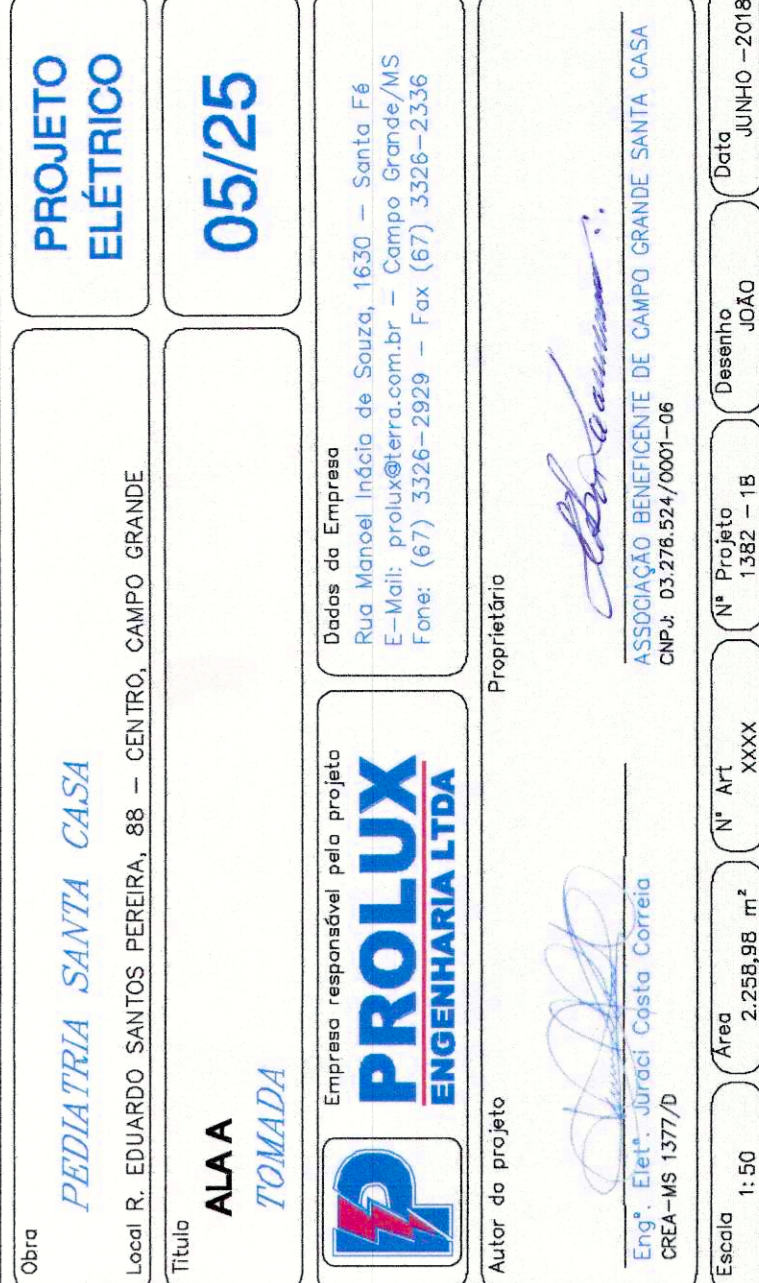 Obra
PEDIATRIA SANTA CASA
Local R. EDUARDO SANTOS PEREIRA, 88 – CENTRO, CAMPO GRANDE
PROJETO
ELÉTRICO
Título
ALA A
TOMADA
05/25
Empresa responsável pelo projeto
PROLUX
ENGENHARIA LTDA
Dados da Empresa
Rua Manoel Inácio de Souza, 1630 – Santa Fé
E-Mail: prolux@terra.com.br – Campo Grande/MS
Fone: (67) 3326-2929 – Fax (67) 3326-2336
Autor do projeto
Engº. Eletº. Juraci Costa Correia
CREA-MS 1377/D
Proprietário
ASSOCIAÇÃO BENEFICENTE DE CAMPO GRANDE SANTA CASA
CNPJ: 03.276.524/0001-06
Escala
1: 50
Área
2.258,98 m²
Nº Art
XXXX
Nº Projeto
1382 - 1B
Desenho
JOÃO
Data
JUNHO -2018